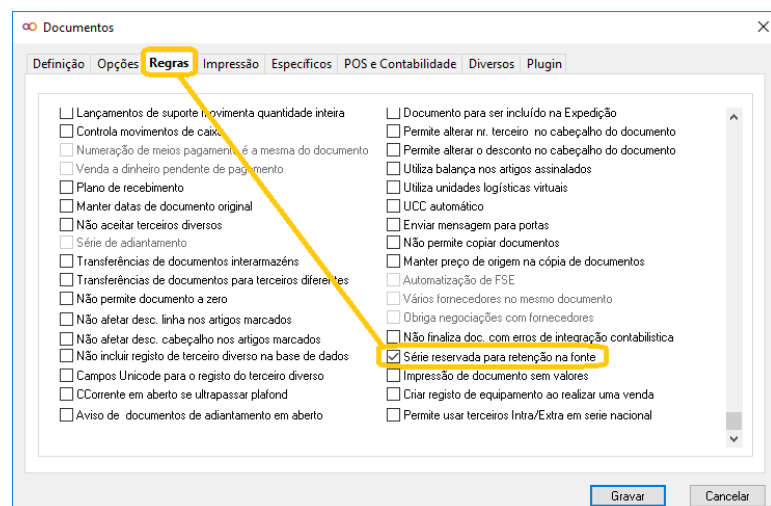 Documentos
Definição Opções Regras Impressão Específicos POS e Contabilidade Diversos Plugin
Lançamentos de suporte movimenta quantidade inteira
Controla movimentos de caixa
Numeração de meios pagamento é a mesma do documento
Venda a dinheiro pendente de pagamento
Plano de recebimento
Manter datas de documento original
Não aceitar terceiros diversos
Série de adiantamento
Transferências de documentos interarmazéns
Transferências de documentos para terceiros diferentes
Não permite documento a zero
Não afetar desc. linha nos artigos marcados
Não afetar desc. cabeçalho nos artigos marcados
Não incluir registo de terceiro diverso na base de dados
Campos Unicode para o registo do terceiro diverso
CCorrente em aberto se ultrapassar plafond
Aviso de documentos de adiantamento em aberto
Documento para ser incluído na Expedição
Permite alterar nr. terceiro no cabeçalho do documento
Permite alterar o desconto no cabeçalho do documento
Utiliza balança nos artigos assinalados
Utiliza unidades logísticas virtuais
UCC automático
Enviar mensagem para portas
Não permite copiar documentos
Manter preço de origem na cópia de documentos
Automatização de FSE
Vários fornecedores no mesmo documento
Obriga negociações com fornecedores
Não finaliza doc. com erros de integração contabilistica
Série reservada para retenção na fonte
Impressão de documento sem valores
Criar registo de equipamento ao realizar uma venda
Permite usar terceiros Intra/Extra em serie nacional
Gravar Cancelar